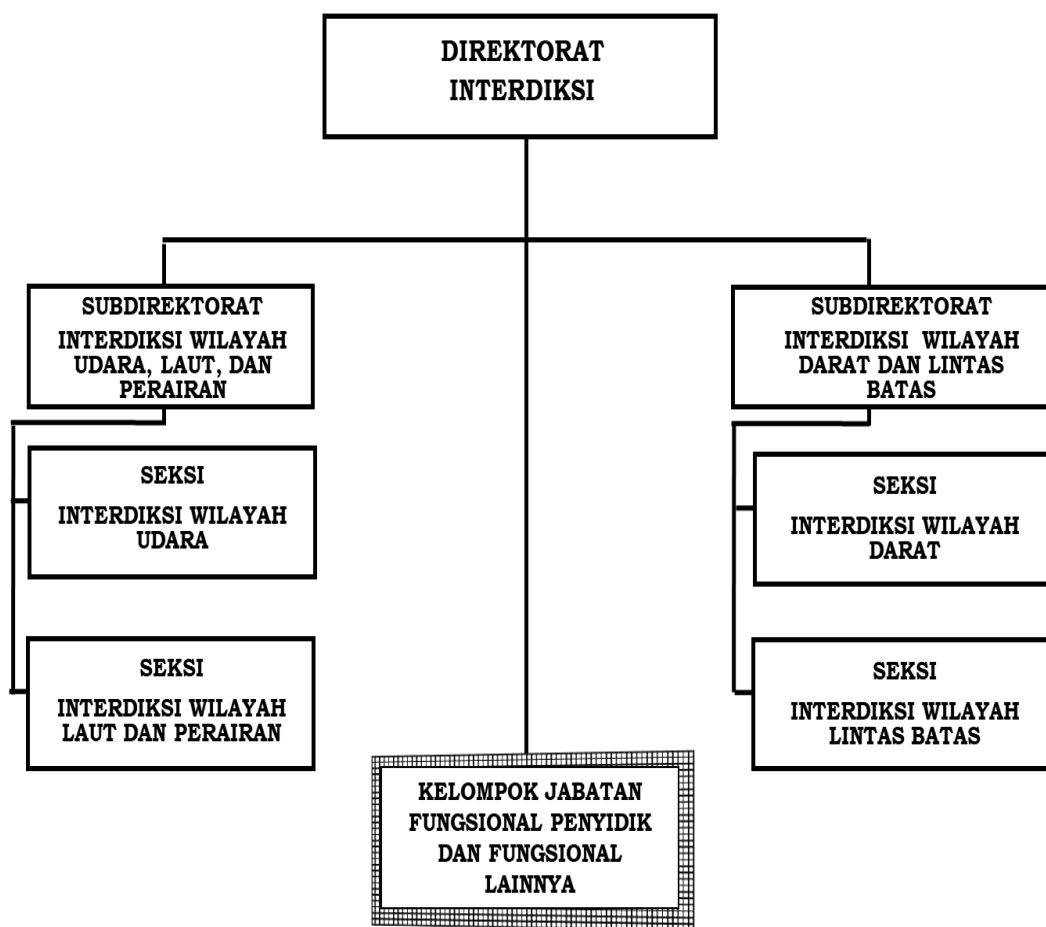 DIREKTORAT
INTERDIKSI
SUBDIREKTORAT
INTERDIKSI WILAYAH
UDARA, LAUT, DAN
PERAIRAN
SUBDIREKTORAT
INTERDIKSI WILAYAH
DARAT DAN LINTAS
BATAS
SEKSI
INTERDIKSI WILAYAH
UDARA
SEKSI
INTERDIKSI WILAYAH
DARAT
SEKSI
INTERDIKSI WILAYAH
LAUT DAN PERAIRAN
SEKSI
INTERDIKSI WILAYAH
LINTAS BATAS
KELOMPOK JABATAN
FUNGSIONAL PENYIDIK
DAN FUNGSIONAL
LAINNYA